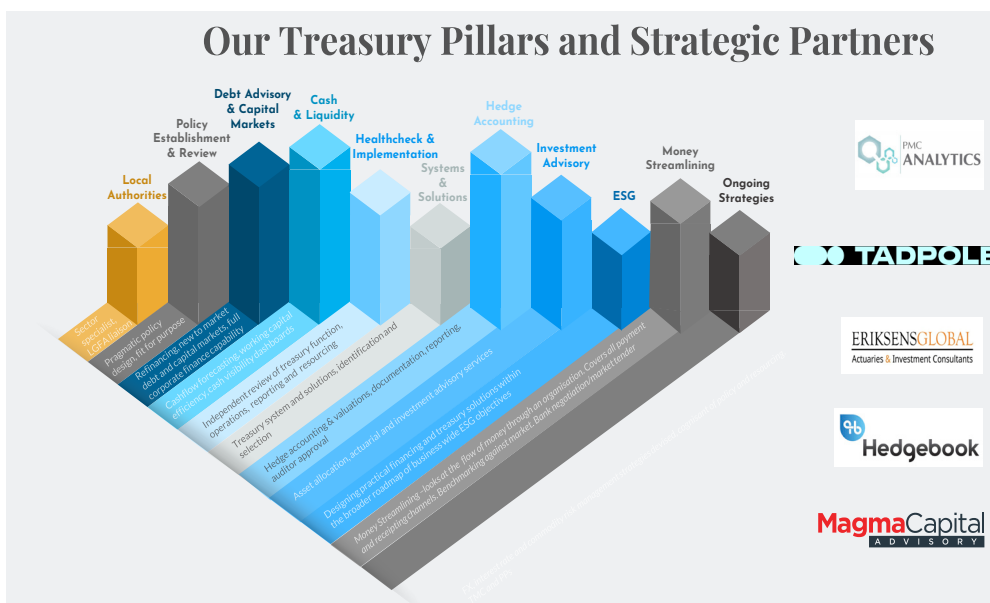 Our Treasury Pillars and Strategic Partners
Local
Authorities
Policy
Establishment
& Review
Debt Advisory
& Capital
Markets
Cash
& Liquidity
Healthcheck &
Implementation
Systems
&
Solutions
Hedge
Accounting
Investment
Advisory
ESG
Money
Streamlining
Ongoing
Strategies
Sector
specialist,
LGFA liaison
Pragmatic policy
design, fit for purpose
Refinancing, new to market
debt and capital markets, full
corporate finance capability
Cashflow forecasting, working capital
efficiency, cash visibility dashboards
Independent review of treasury function,
operations, reporting and resourcing
Treasury system and solutions, identification and
selection
Hedge accounting & valuations, documentation, reporting,
auditor approval
Asset allocation, actuarial and investment advisory services
Designing practical financing and treasury solutions within
the broader roadmap of business wide ESG objectives
Money Streamlining -looks at the flow of money through an organisation. Covers all payment
and receipting channels. Benchmarking against market. Bank negotiation/market tender
PMC
ANALYTICS
TADPOLE
ERIKSENSGLOBAL
Actuaries & Investment Consultants
Hedgebook
MagmaCapital
ADVISORY